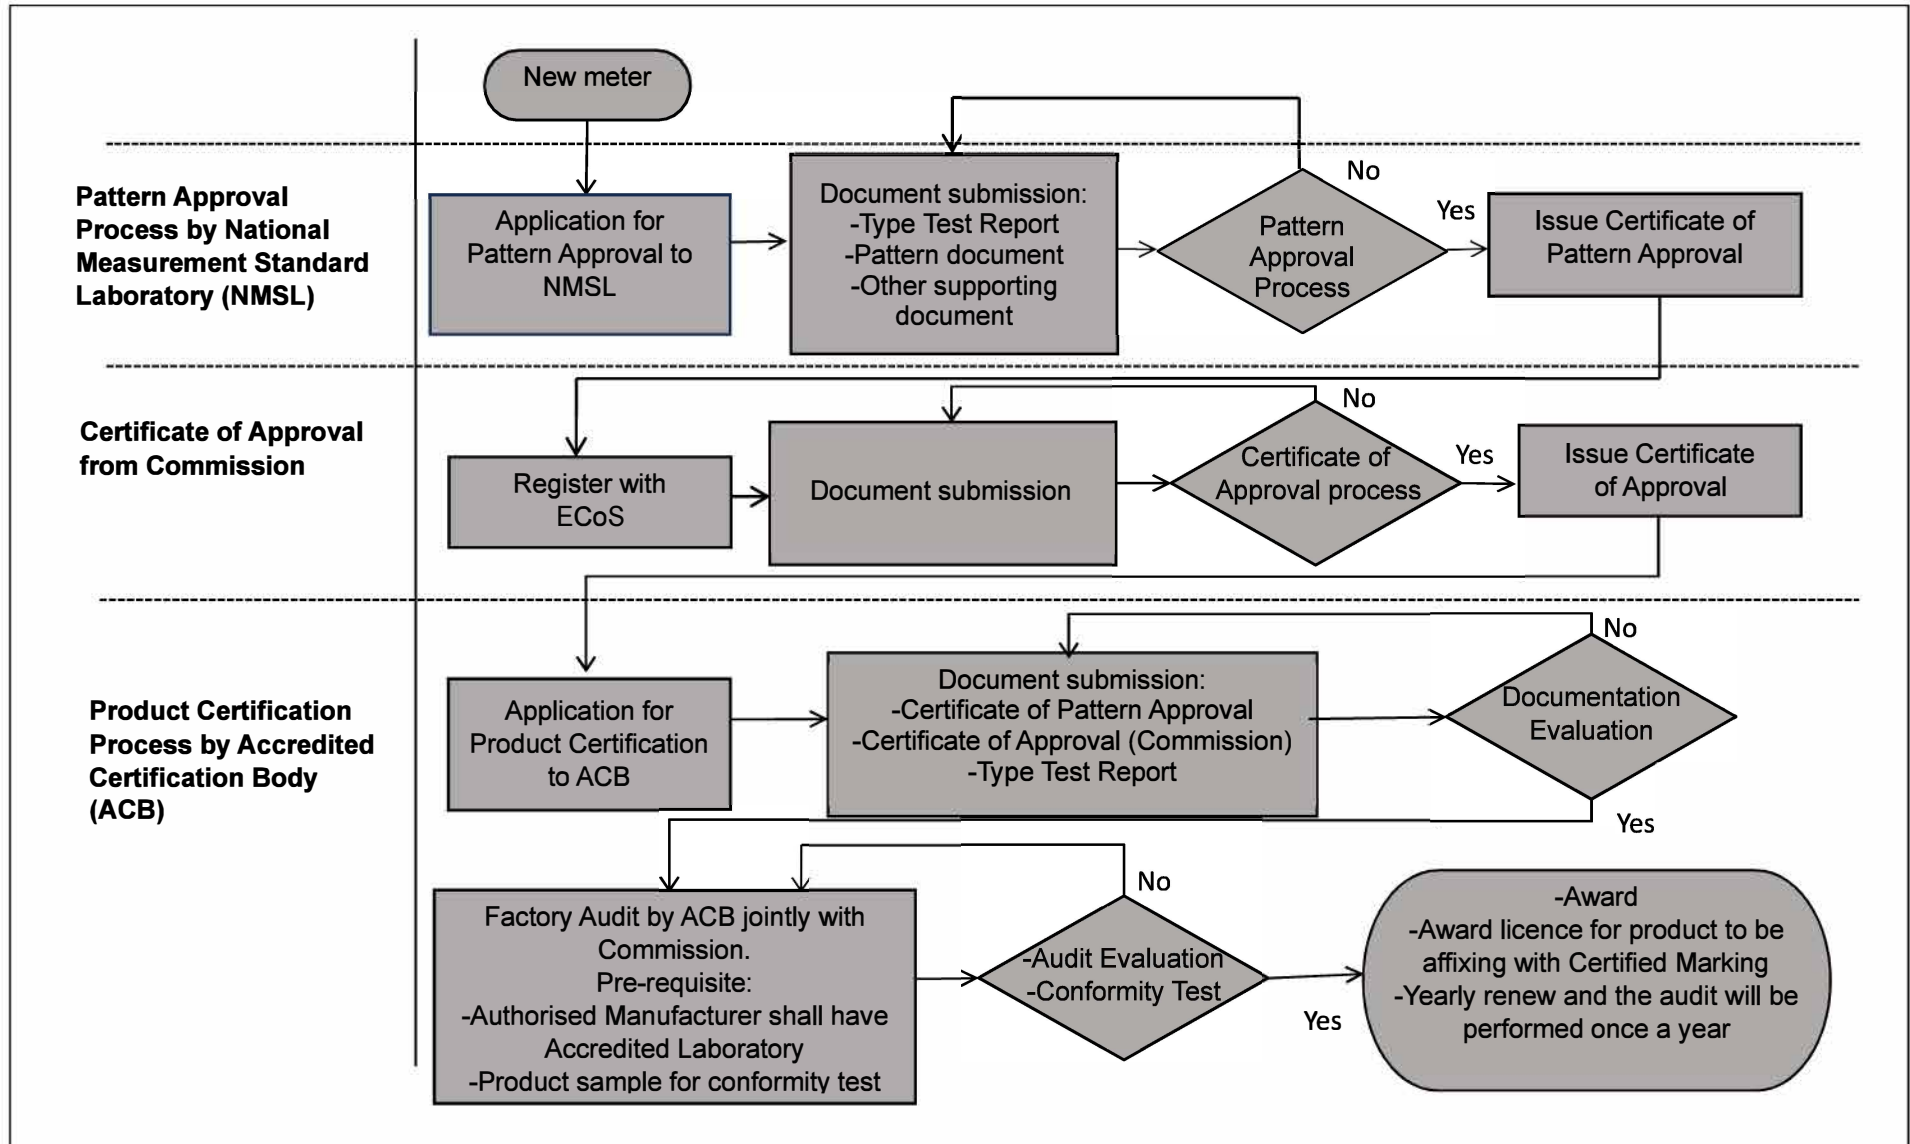 New meter
Pattern Approval
Process by National
Measurement Standard
Laboratory (NMSL)
Application for
Pattern Approval to
NMSL
Document submission:
-Type Test Report
-Pattern document
-Other supporting
document
Pattern
Approval
Process
No
Yes
Issue Certificate of
Pattern Approval
Certificate of Approval
from Commission
Register with
ECoS
Document submission
Certificate of
Approval process
No
Yes
Issue Certificate
of Approval
Product Certification
Process by Accredited
Certification Body
(ACB)
Application for
Product Certification
to ACB
Document submission:
-Certificate of Pattern Approval
-Certificate of Approval (Commission)
-Type Test Report
Documentation
Evaluation
No
Yes
Factory Audit by ACB jointly with
Commission.
Pre-requisite:
-Authorised Manufacturer shall have
Accredited Laboratory
-Product sample for conformity test
-Audit Evaluation
-Conformity Test
No
Yes
-Award
-Award licence for product to be
affixing with Certified Marking
-Yearly renew and the audit will be
performed once a year